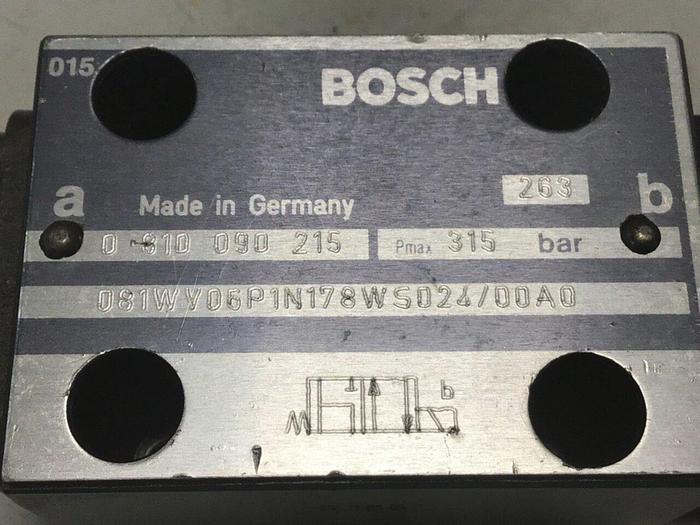 015
BOSCH
263
a
b
Made in Germany
0 810 090 215
Pmax 315 bar
081WV06P1N178WS024/00A0
b